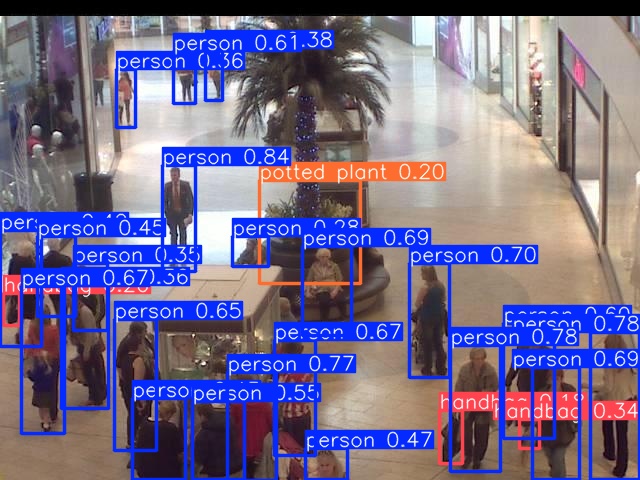 person 0.61
.38
person 0.36
person 0.84
potted plant 0.20
person 0.45
person 0.28
person 0.69
person 0.35
person 0.70
person 0.67
0.56
person 0.65
person 0.67
person 0.78
person 0.78
person 0.69
person 0.77
person 0.55
handbag 0.34
person 0.47